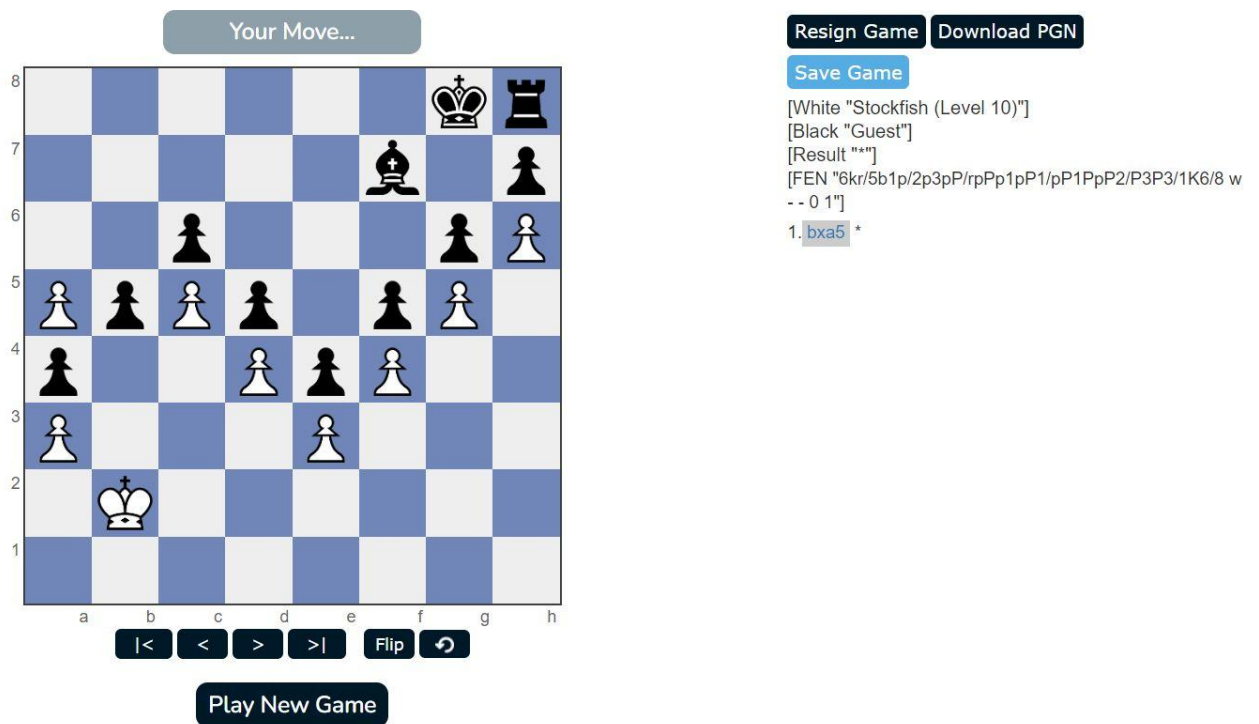 Your Move...
8
7
6
5
4
3
2
1
a b c d e f g h
|< < > >| Flip
Play New Game
Resign Game Download PGN
Save Game
[White "Stockfish (Level 10)"]
[Black "Guest"]
[Result "*"]
[FEN "6kr/5b1p/2p3pP/rpPp1pP1/pP1PpP2/P3P3/1K6/8 w
- - 0 1"]
1. bxa5 *